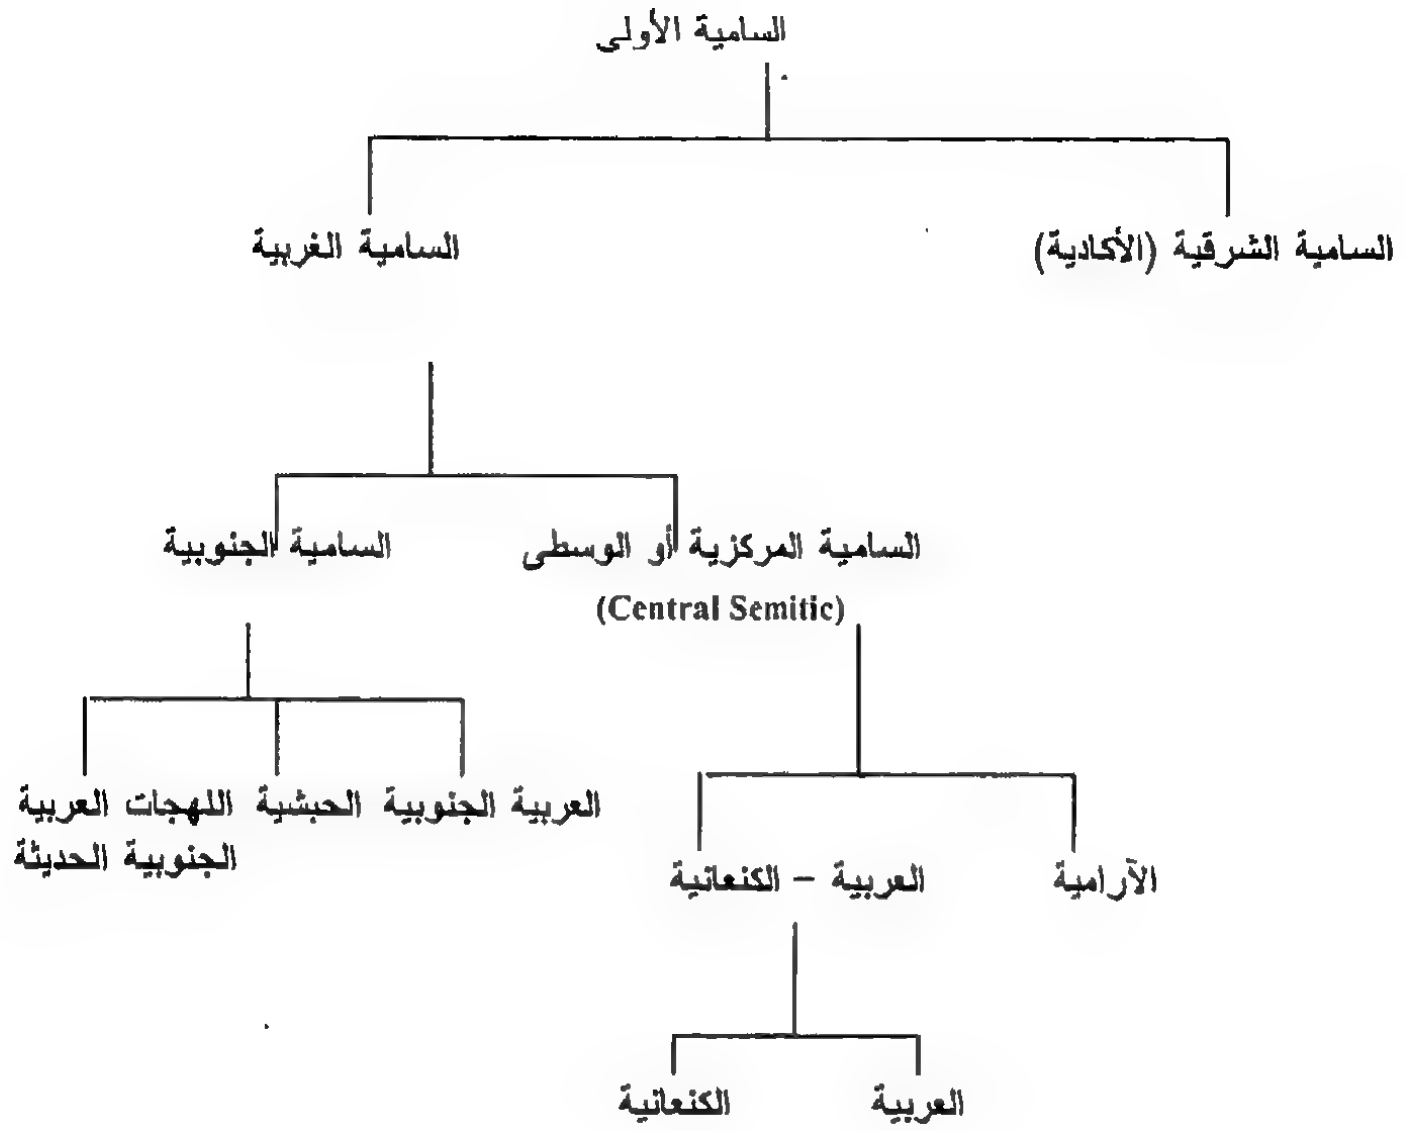 السامية الأولى
السامية الشرقية (الأكادية)
السامية الغربية
السامية المركزية أو الوسطى
(Central Semitic)
السامية الجنوبية
العربية الجنوبية
الحبشية
اللهجات العربية
الجنوبية الحديثة
الآرامية
العربية – الكنعانية
العربية
الكنعانية